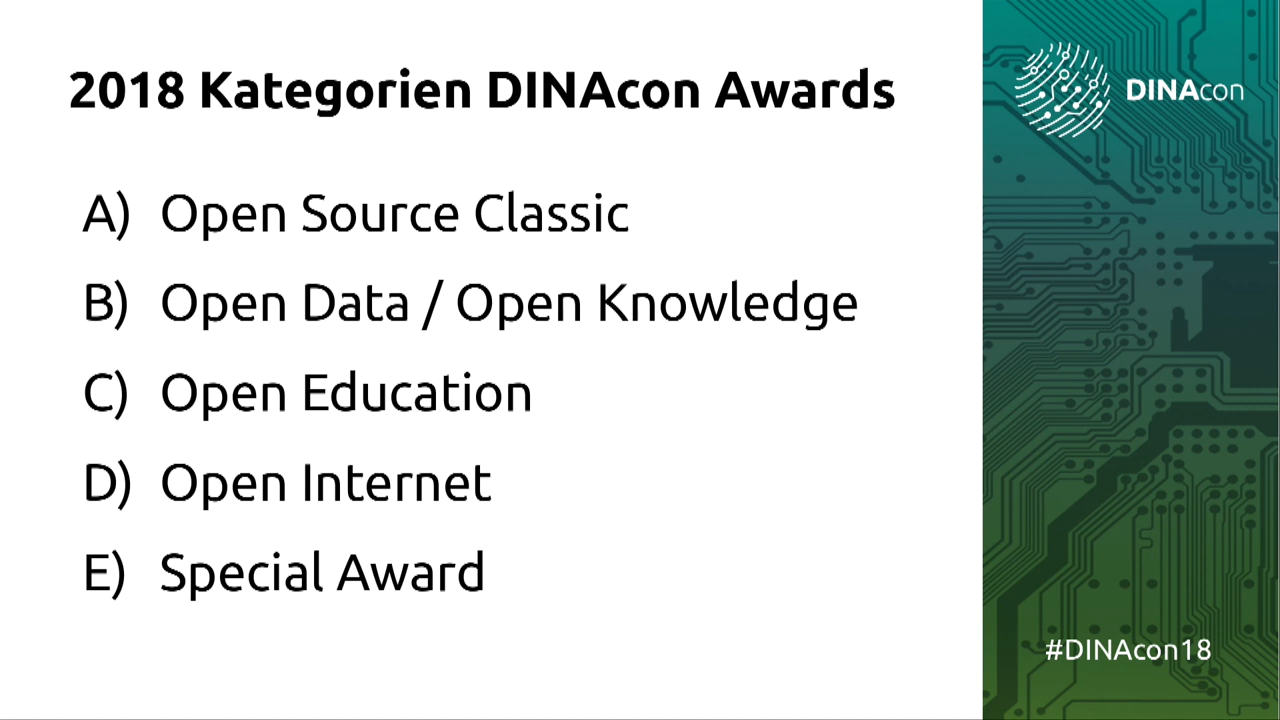 2018 Kategorien DINAcon Awards
A) Open Source Classic
B) Open Data / Open Knowledge
C) Open Education
D) Open Internet
E) Special Award
DINAcon
#DINAcon18